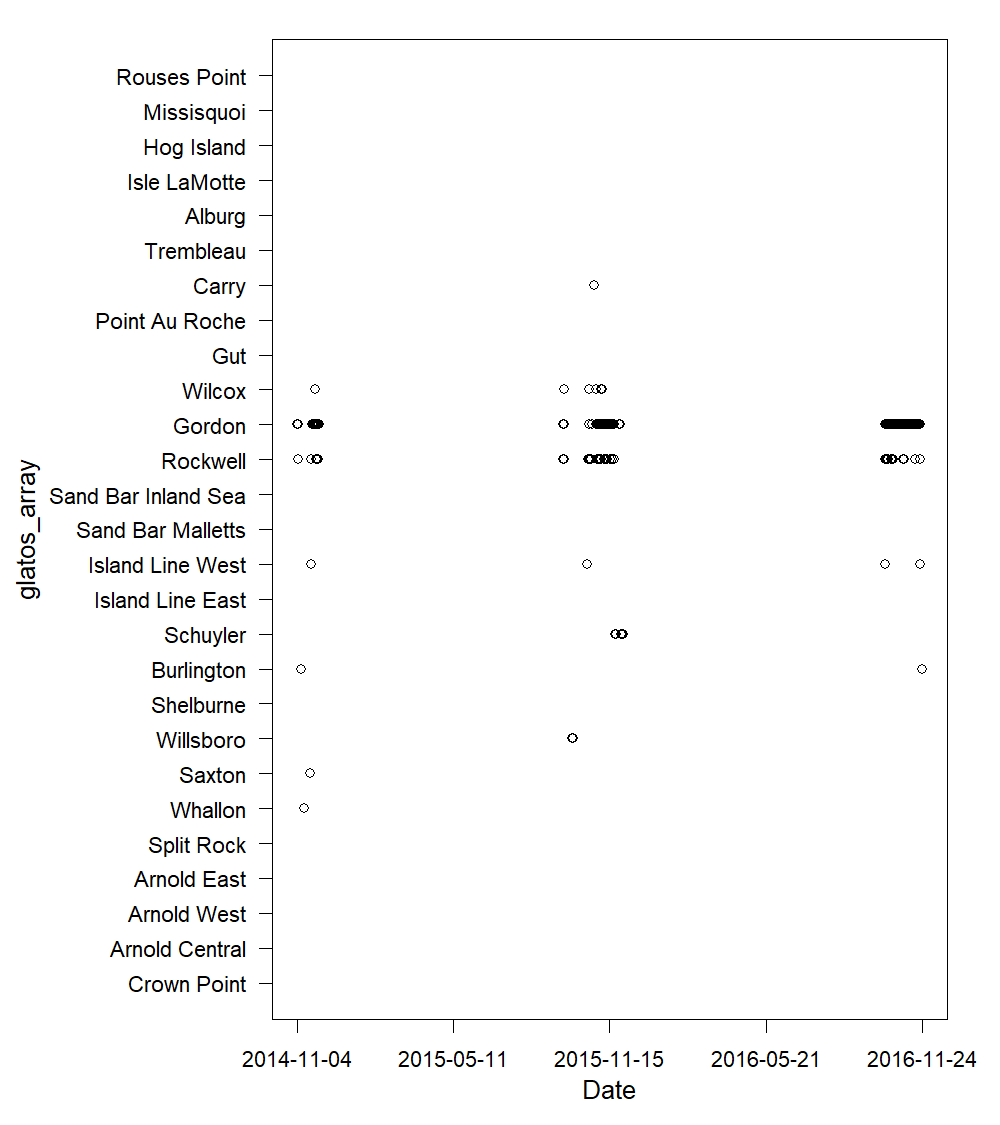 Rouses Point
Missisquoi
Hog Island
Isle LaMotte
Alburg
Trembleau
Carry
Point Au Roche
Gut
Wilcox
Gordon
Rockwell
Sand Bar Inland Sea
Sand Bar Malletts
Island Line West
Island Line East
Schuyler
Burlington
Shelburne
Willsboro
Saxton
Whallon
Split Rock
Arnold East
Arnold West
Arnold Central
Crown Point
glatos_array
2014-11-04 2015-05-11 2015-11-15 2016-05-21 2016-11-24
Date